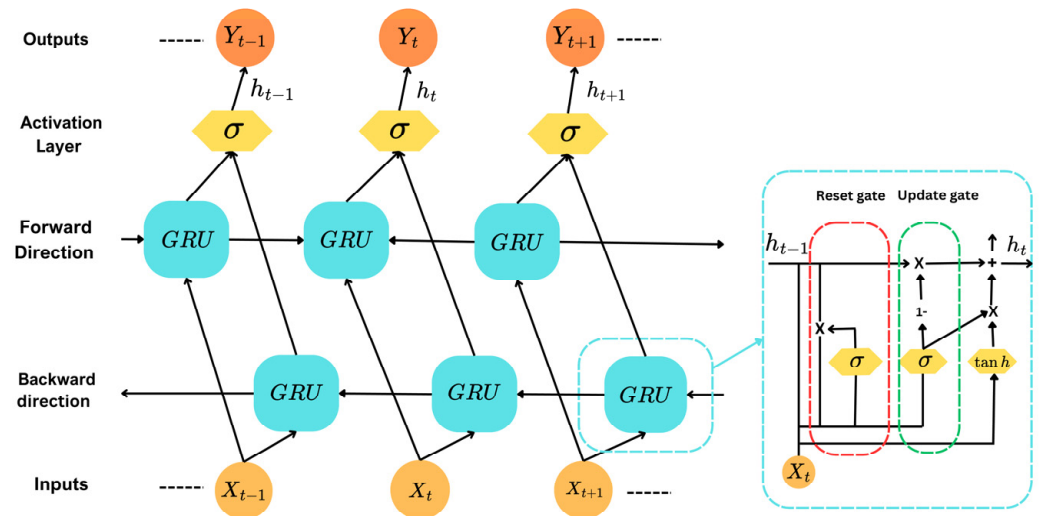 Outputs
Y_{t-1}
Y_t
Y_{t+1}
h_{t-1}
h_t
h_{t+1}
Activation
Layer
σ
σ
σ
Forward
Direction
GRU
GRU
GRU
Backward
direction
GRU
GRU
GRU
Inputs
X_{t-1}
X_t
X_{t+1}
Reset gate
Update gate
h_{t-1}
x
+
h_t
x
1-
x
σ
σ
tan h
X_t